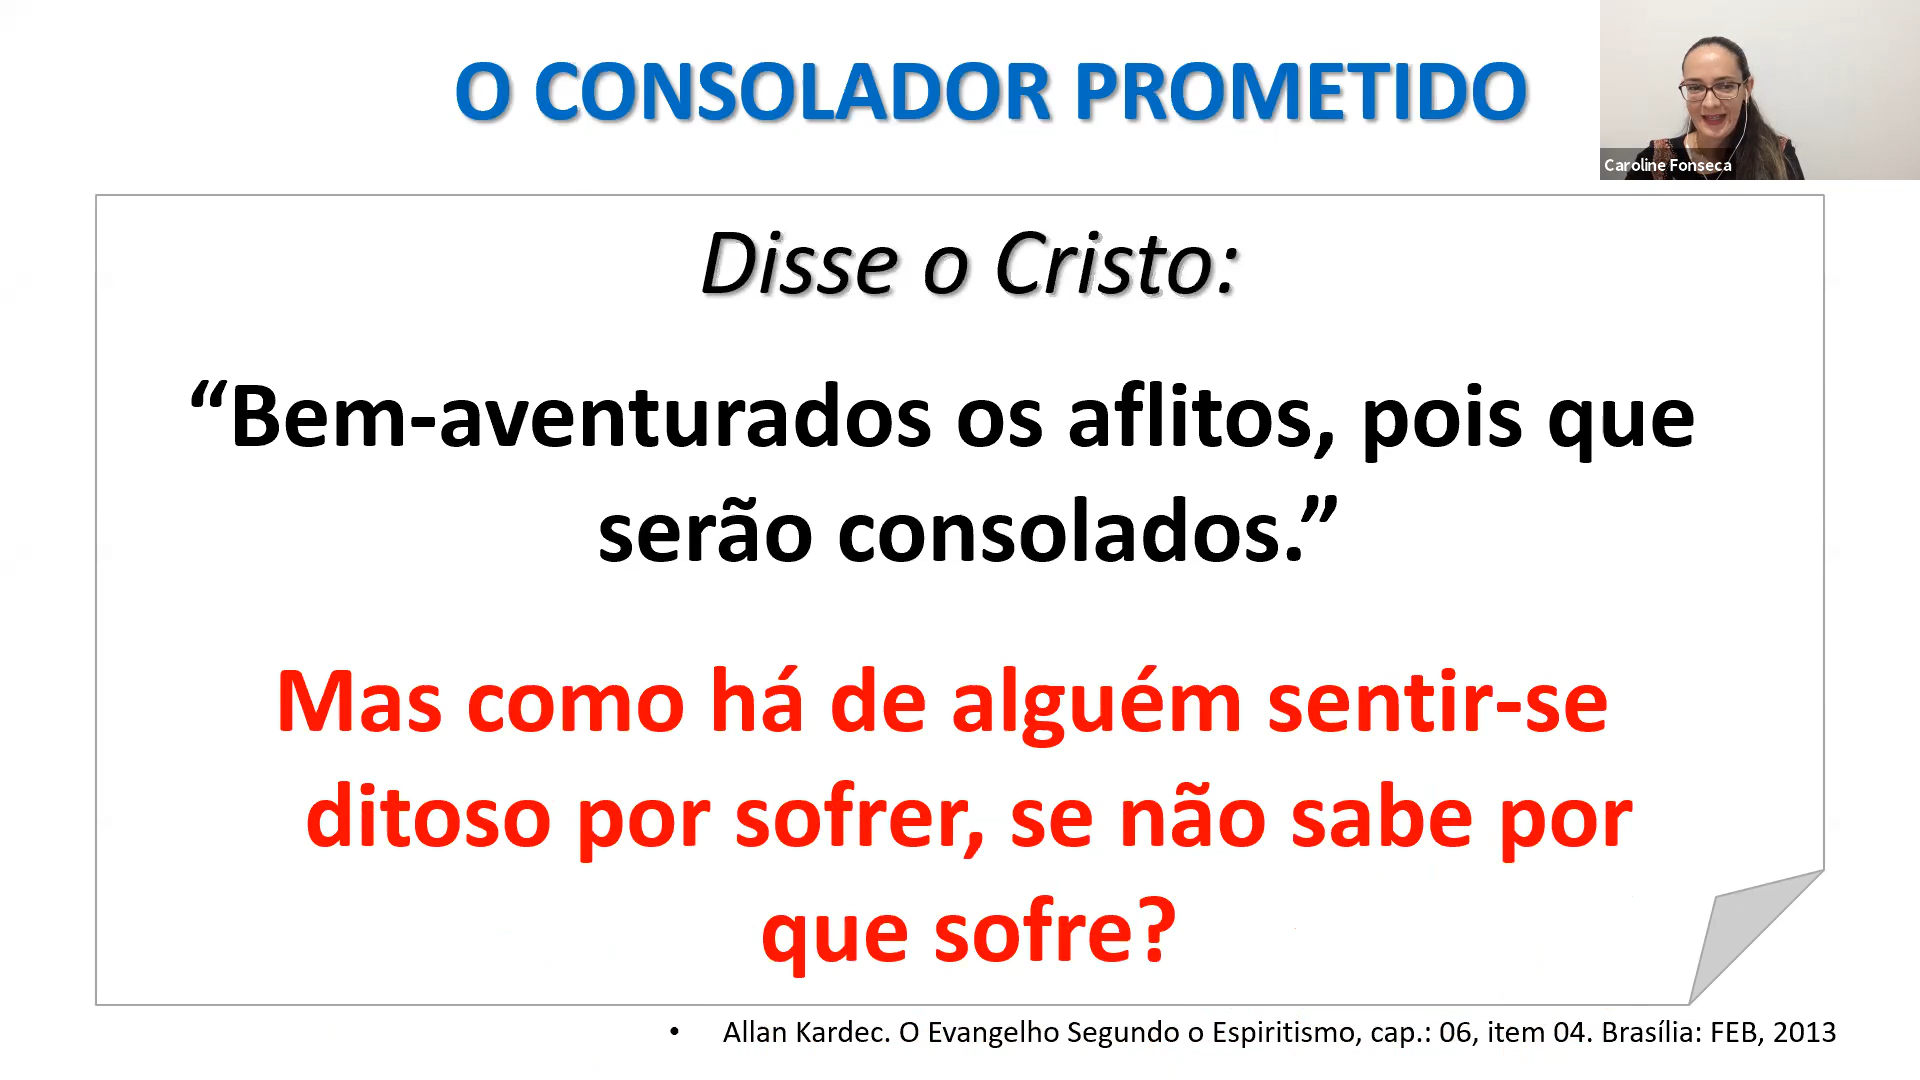 O CONSOLADOR PROMETIDO
Caroline Fonseca
Disse o Cristo:
“Bem-aventurados os aflitos, pois que
serão consolados.”
Mas como há de alguém sentir-se
ditoso por sofrer, se não sabe por
que sofre?
• Allan Kardec. O Evangelho Segundo o Espiritismo, cap.: 06, item 04. Brasília: FEB, 2013